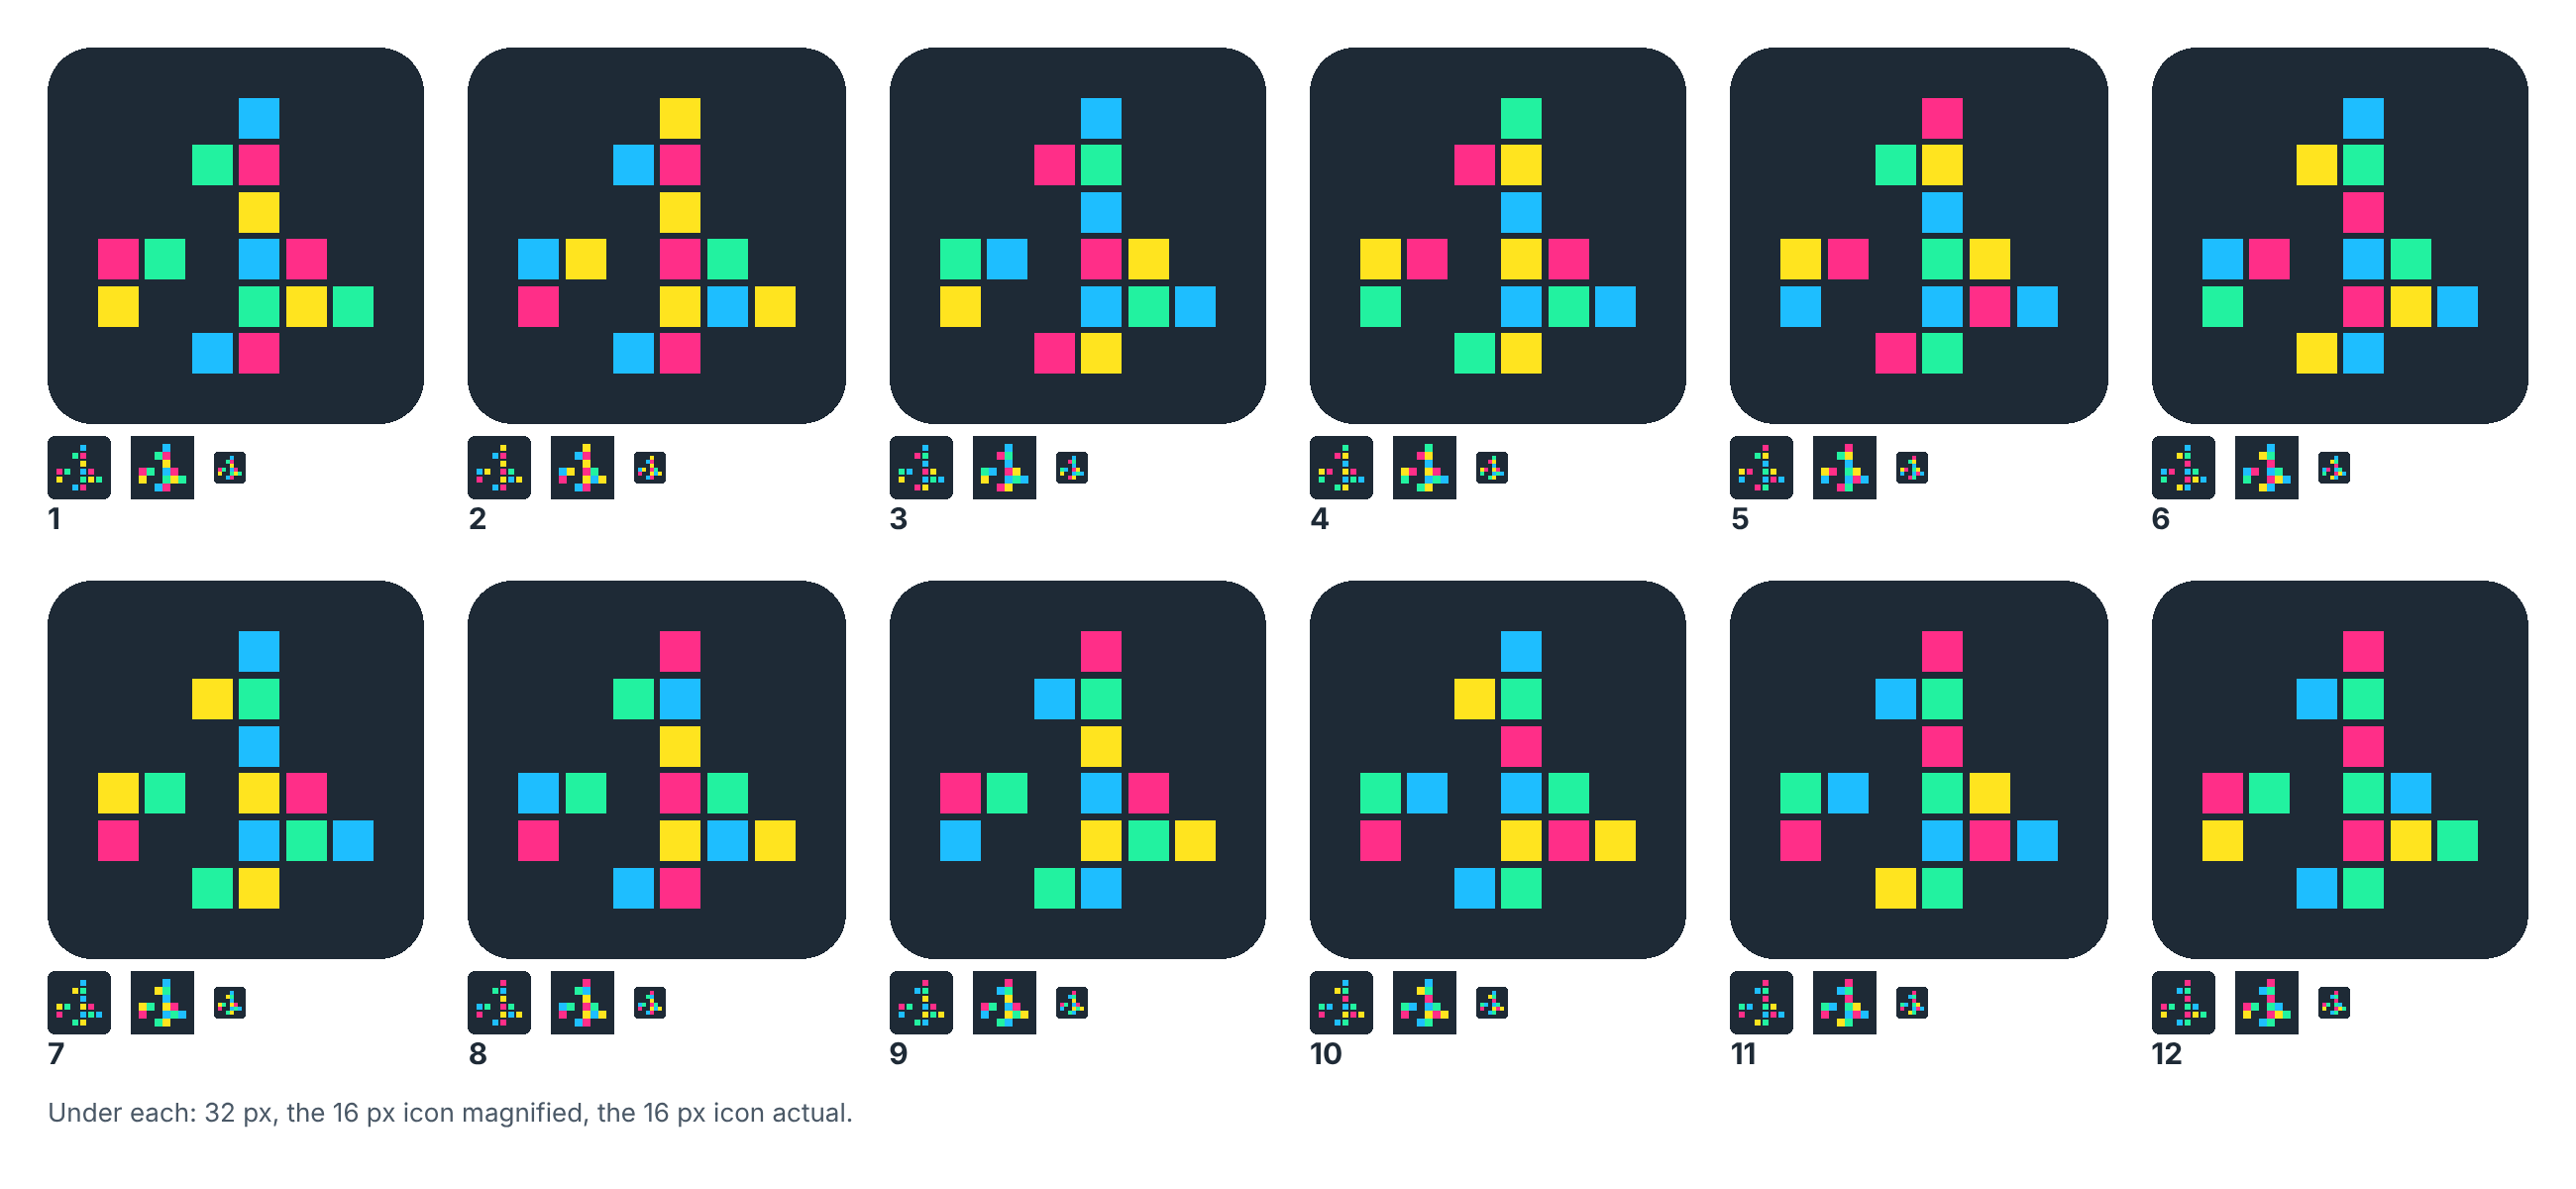 1 2 3 4 5 6
7 8 9 10 11 12
Under each: 32 px, the 16 px icon magnified, the 16 px icon actual.